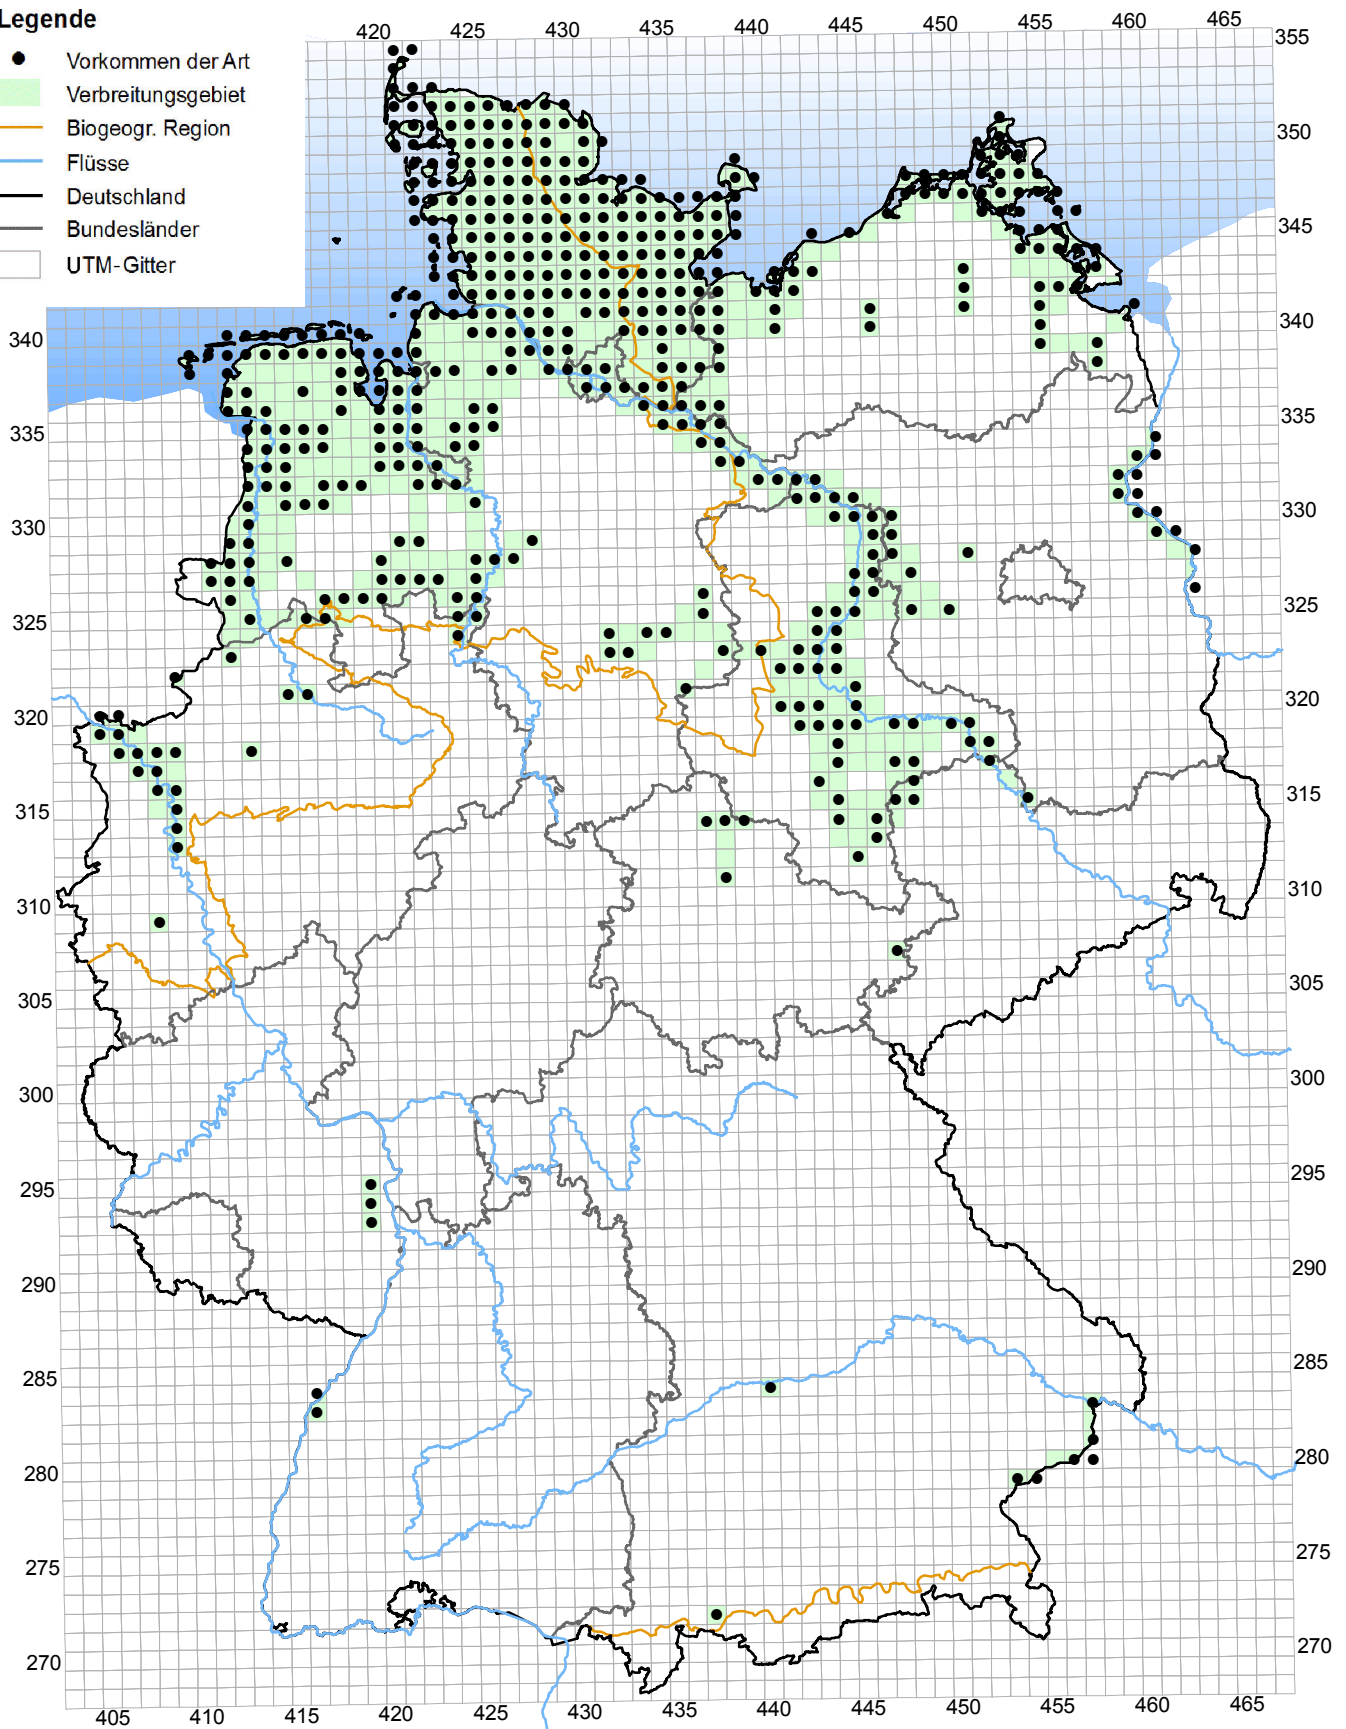 Legende
Vorkommen der Art
Verbreitungsgebiet
Biogeogr. Region
Flüsse
Deutschland
Bundesländer
UTM-Gitter
420 425 430 435 440 445 450 455 460 465
355
350
345
340 340
335 335
330 330
325 325
320 320
315 315
310 310
305 305
300 300
295 295
290 290
285 285
280 280
275 275
270 270
405 410 415 420 425 430 435 440 445 450 455 460 465